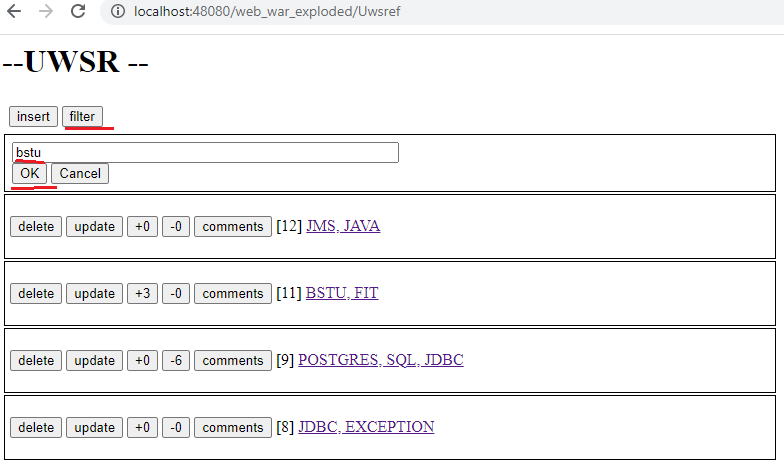 localhost:48080/web_war_exploded/Uwsref
--UWSR --
insert filter
bstu
OK Cancel
delete update +0 -0 comments [12] JMS, JAVA
delete update +3 -0 comments [11] BSTU, FIT
delete update +0 -6 comments [9] POSTGRES, SQL, JDBC
delete update +0 -0 comments [8] JDBC, EXCEPTION